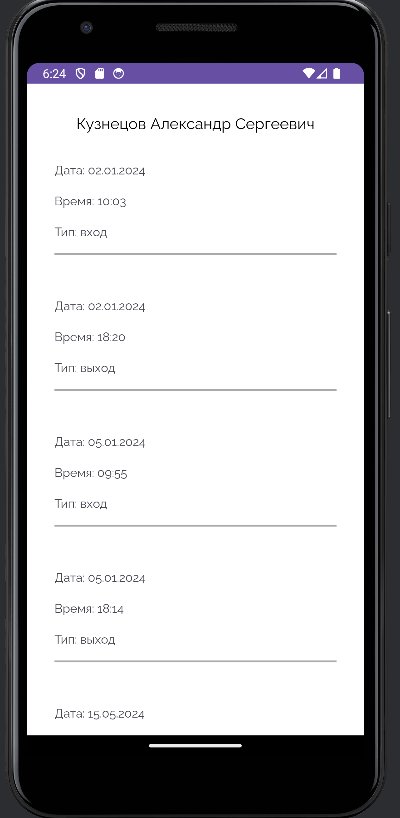 6:24
Кузнецов Александр Сергеевич
Дата: 02.01.2024
Время: 10:03
Тип: вход
Дата: 02.01.2024
Время: 18:20
Тип: выход
Дата: 05.01.2024
Время: 09:55
Тип: вход
Дата: 05.01.2024
Время: 18:14
Тип: выход
Дата: 15.05.2024